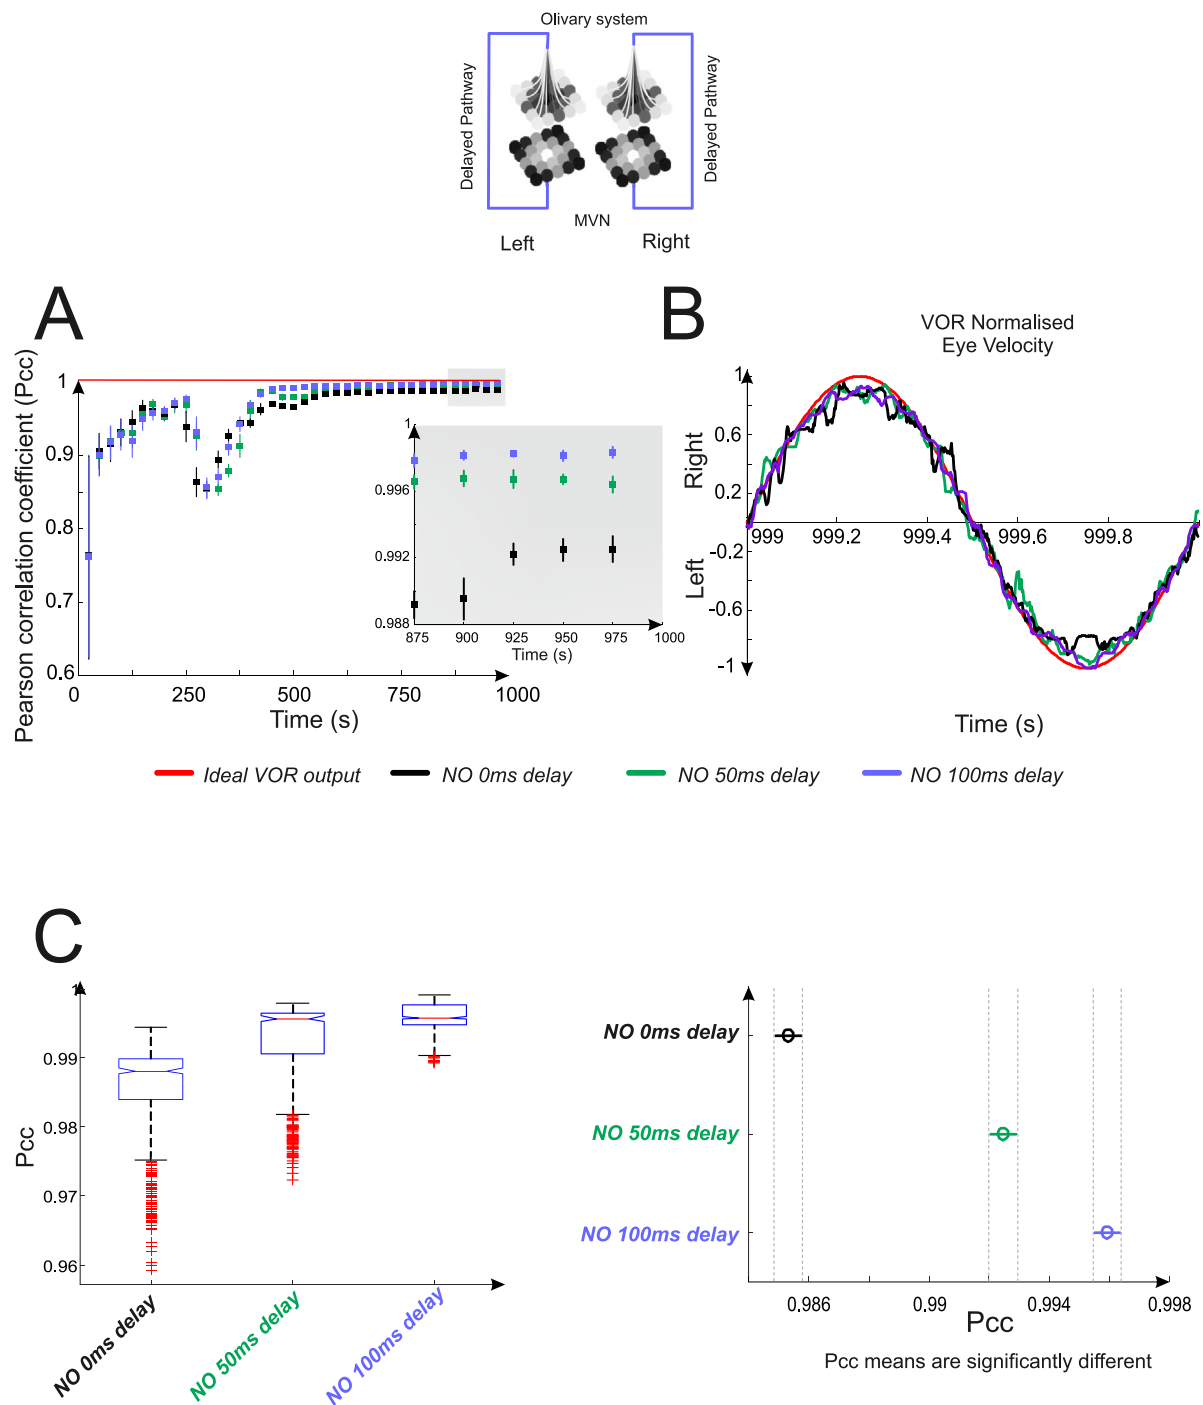 Olivary system
Delayed Pathway
Delayed Pathway
MVN
Left
Right
A
Pearson correlation coefficient (Pcc)
1
0.9
0.8
0.7
0.6
0
250
500
750
1000
Time (s)
1
0.996
0.992
0.988
875
900
925
950
975
1000
Time (s)
B
VOR Normalised
Eye Velocity
Right
Left
1
0.6
0.2
-0.2
-0.6
-1
999
999.2
999.4
999.6
999.8
Time (s)
Ideal VOR output
NO 0ms delay
NO 50ms delay
NO 100ms delay
C
Pcc
1
0.99
0.98
0.97
0.96
NO 0ms delay
NO 50ms delay
NO 100ms delay
NO 0ms delay
NO 50ms delay
NO 100ms delay
0.986
0.99
0.994
0.998
Pcc
Pcc means are significantly different